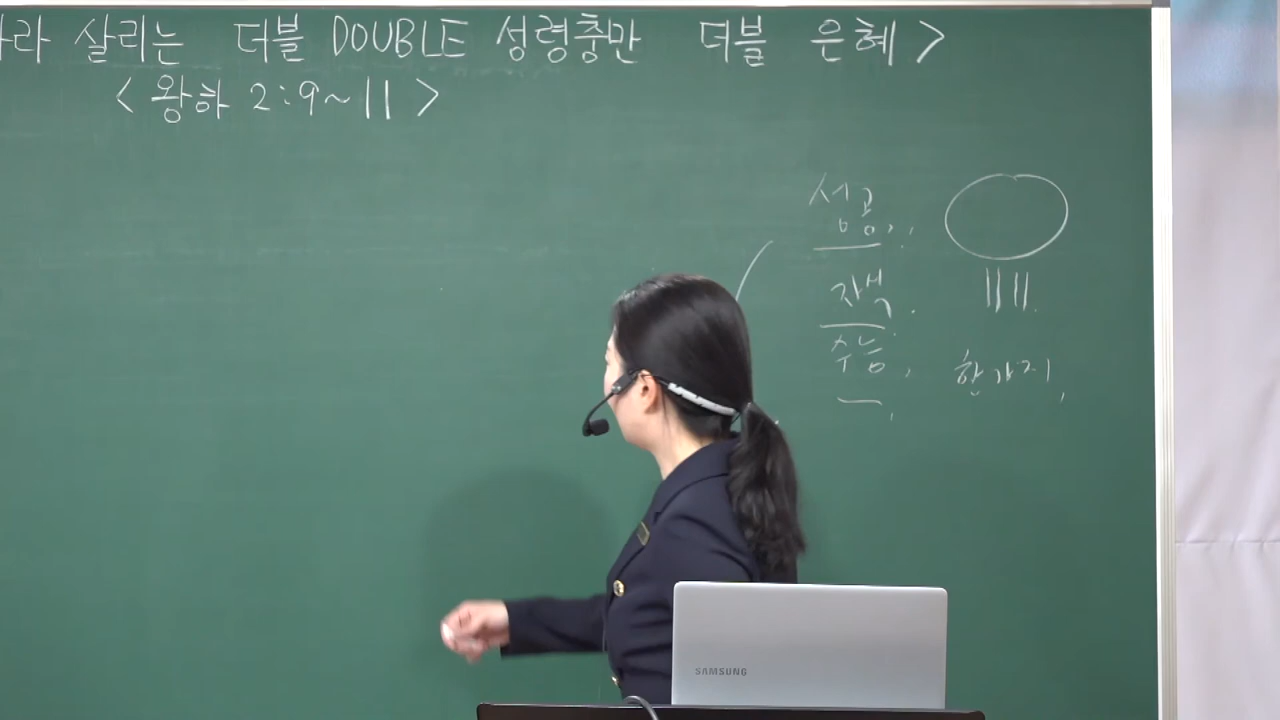 라 살리는 더블 DOUBLE 성령충만 더블 은혜 >
< 왕하 2:9~11 >
성공,
자식.
수능,
한가지,
SAMSUNG